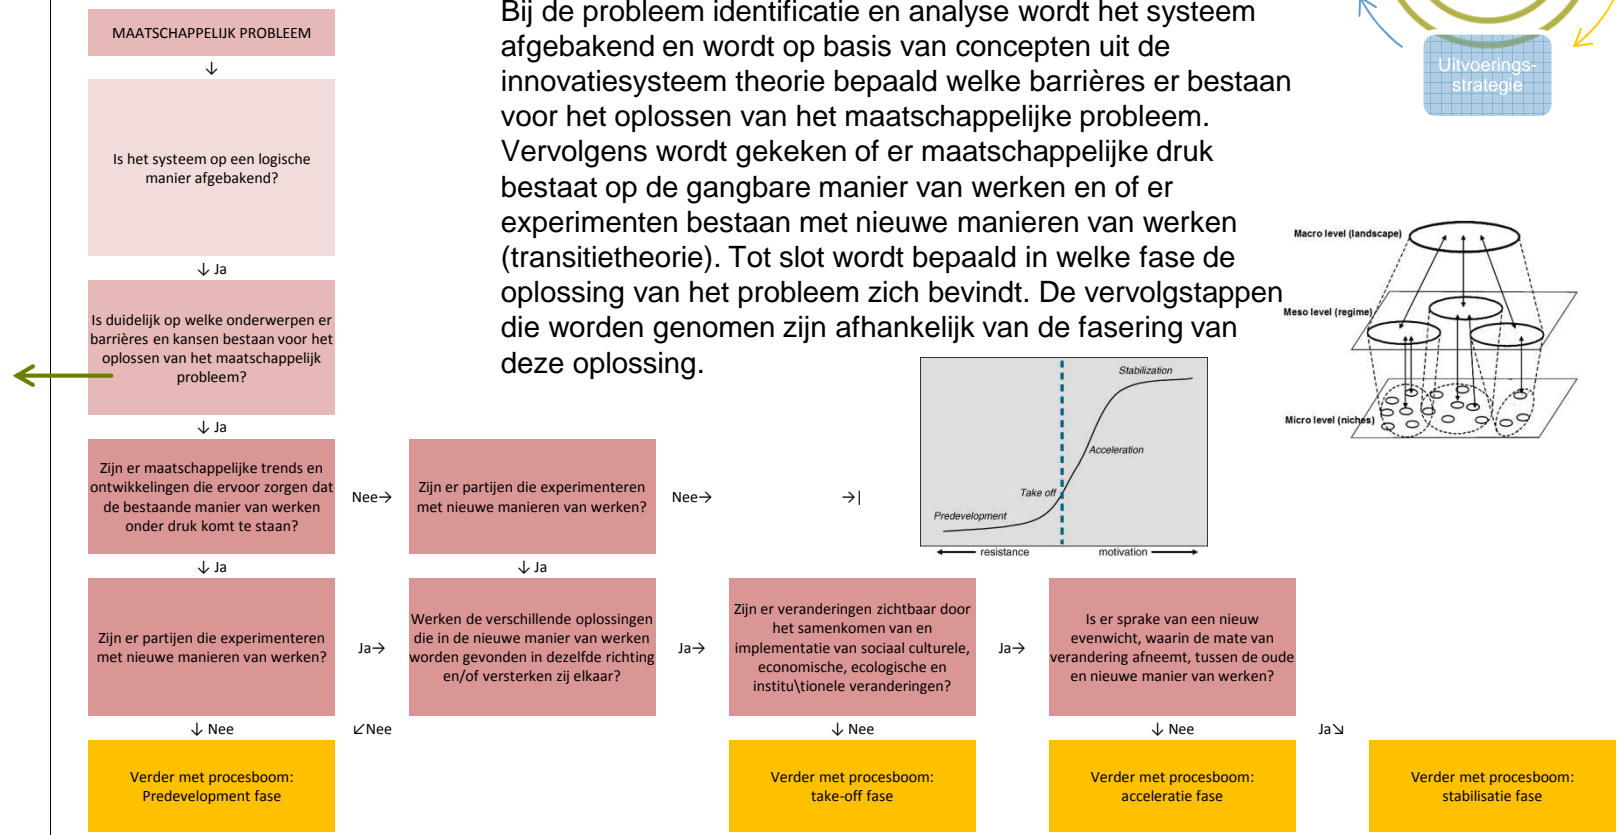 MAATSCHAPPELIJK PROBLEEM
↓
Is het systeem op een logische
manier afgebakend?
↓ Ja
Is duidelijk op welke onderwerpen er
barrières en kansen bestaan voor het
oplossen van het maatschappelijk
probleem?
↓ Ja
Bij de probleem identificatie en analyse wordt het systeem
afgebakend en wordt op basis van concepten uit de
innovatiesysteem theorie bepaald welke barrières er bestaan
voor het oplossen van het maatschappelijke probleem.
Vervolgens wordt gekeken of er maatschappelijke druk
bestaat op de gangbare manier van werken en of er
experimenten bestaan met nieuwe manieren van werken
(transitietheorie). Tot slot wordt bepaald in welke fase de
oplossing van het probleem zich bevindt. De vervolgstappen
die worden genomen zijn afhankelijk van de fasering van
deze oplossing.
Uitvoerings-
strategie
Macro level (landscape)
Meso level (regime)
Micro level (niches)
Stabilization
Acceleration
Take off
Predevelopment
resistance
motivation
Zijn er maatschappelijke trends en
ontwikkelingen die ervoor zorgen dat
de bestaande manier van werken
onder druk komt te staan?
Nee→
Zijn er partijen die experimenteren
met nieuwe manieren van werken?
Nee→
→|
↓ Ja
↓ Ja
Zijn er partijen die experimenteren
met nieuwe manieren van werken?
Ja→
Werken de verschillende oplossingen
die in de nieuwe manier van werken
worden gevonden in dezelfde richting
en/of versterken zij elkaar?
Ja→
Zijn er veranderingen zichtbaar door
het samenkomen van en
implementatie van sociaal culturele,
economische, ecologische en
institu\tionele veranderingen?
Ja→
Is er sprake van een nieuw
evenwicht, waarin de mate van
verandering afneemt, tussen de oude
en nieuwe manier van werken?
↓ Nee
↙Nee
↓ Nee
↓ Nee
Ja↘
Verder met procesboom:
Predevelopment fase
Verder met procesboom:
take-off fase
Verder met procesboom:
acceleratie fase
Verder met procesboom:
stabilisatie fase